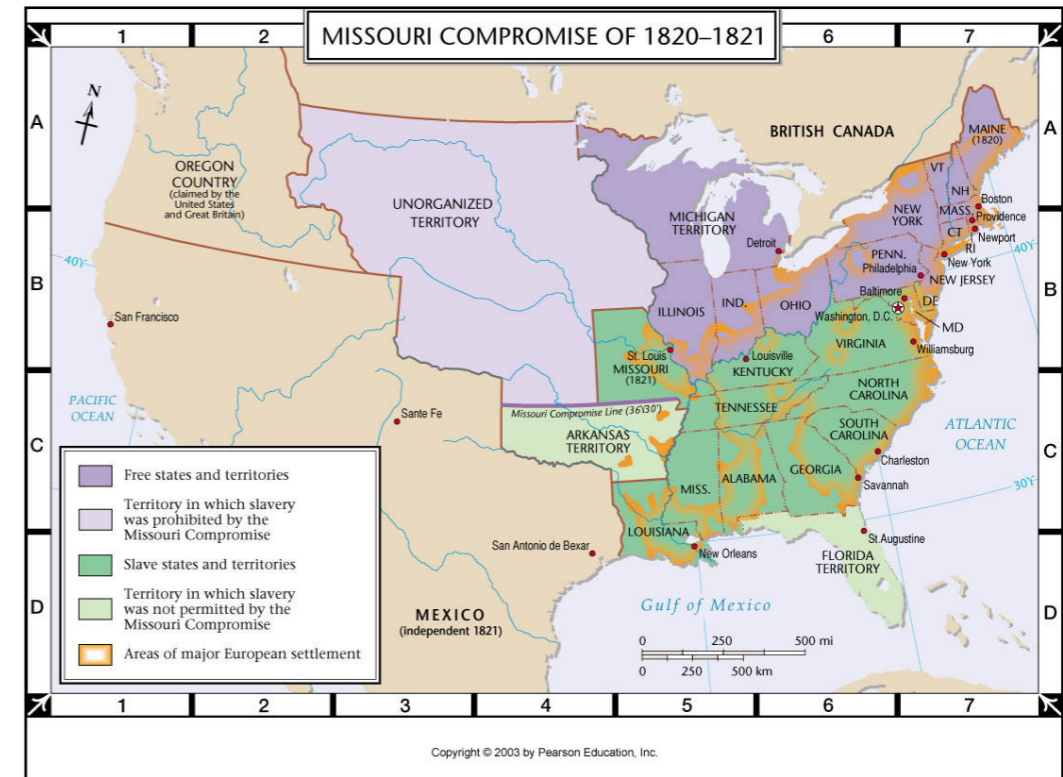 MISSOURI COMPROMISE OF 1820–1821
1 2 6 7
N
A
A
BRITISH CANADA
MAINE
(1820)
OREGON
COUNTRY
(claimed by the
United States
and Great Britain)
VT
NH
UNORGANIZED
TERRITORY
MICHIGAN
TERRITORY
NEW
YORK
MASS.
Boston
Providence
CT
RI
Newport
Detroit
New York
40Y
40Y
B
B
PENN.
Philadelphia
NEW JERSEY
Baltimore
DE
Washington, D.C.
MD
ILLINOIS
IND.
OHIO
San Francisco
VIRGINIA
Williamsburg
St. Louis
MISSOURI
(1821)
Louisville
KENTUCKY
PACIFIC
OCEAN
Sante Fe
Missouri Compromise Line (36\30´)
NORTH
CAROLINA
TENNESSEE
ARKANSAS
TERRITORY
SOUTH
CAROLINA
ATLANTIC
OCEAN
C
C
Charleston
MISS.
ALABAMA
GEORGIA
Savannah
30Y
LOUISIANA
San Antonio de Bexar
New Orleans
St.Augustine
FLORIDA
TERRITORY
D
D
MEXICO
(independent 1821)
Gulf of Mexico
0 250 500 mi
0 250 500 km
Free states and territories
Territory in which slavery
was prohibited by the
Missouri Compromise
Slave states and territories
Territory in which slavery
was not permitted by the
Missouri Compromise
Areas of major European settlement
1 2 3 4 5 6 7
Copyright © 2003 by Pearson Education, Inc.